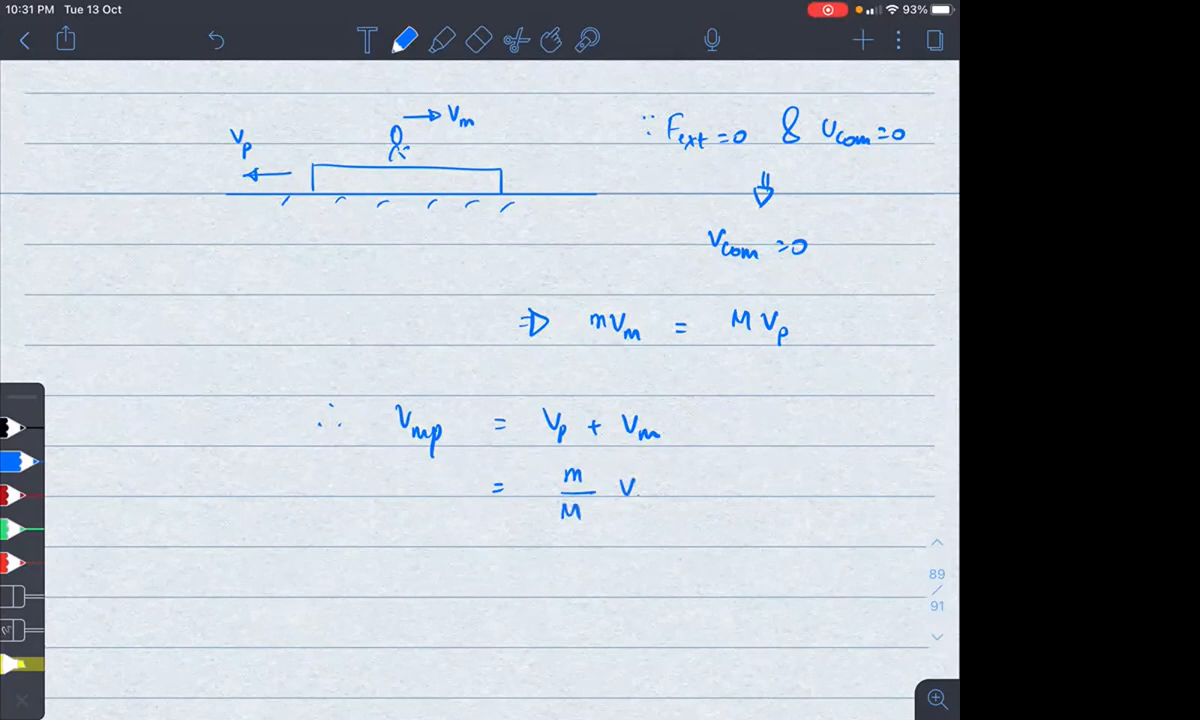 10:31 PM Tue 13 Oct
93%
T
Vm
Vp
∵ Fext = 0 & Ucom = 0
⇓
Vcom = 0
⇒ mVm = MVp
∴ Vmp = Vp + Vm
= m/M V
89
/
91